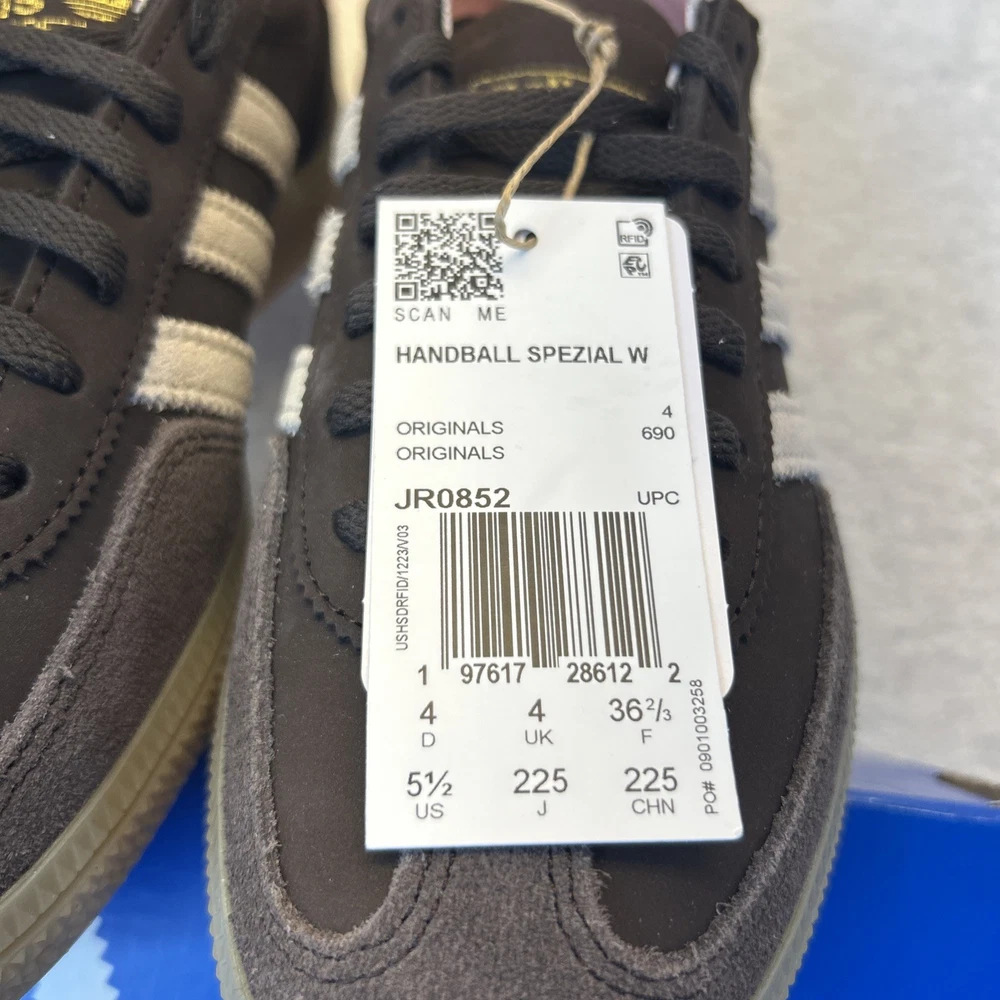 SCAN ME
RFID
HANDBALL SPEZIAL W
4
ORIGINALS
690
ORIGINALS
JR0852
UPC
USHSDRFID/1223/V03
1 97617 28612 2
4 4 36 2/3
D UK F
5½ 225 225
US J CHN
PO# 0901003258